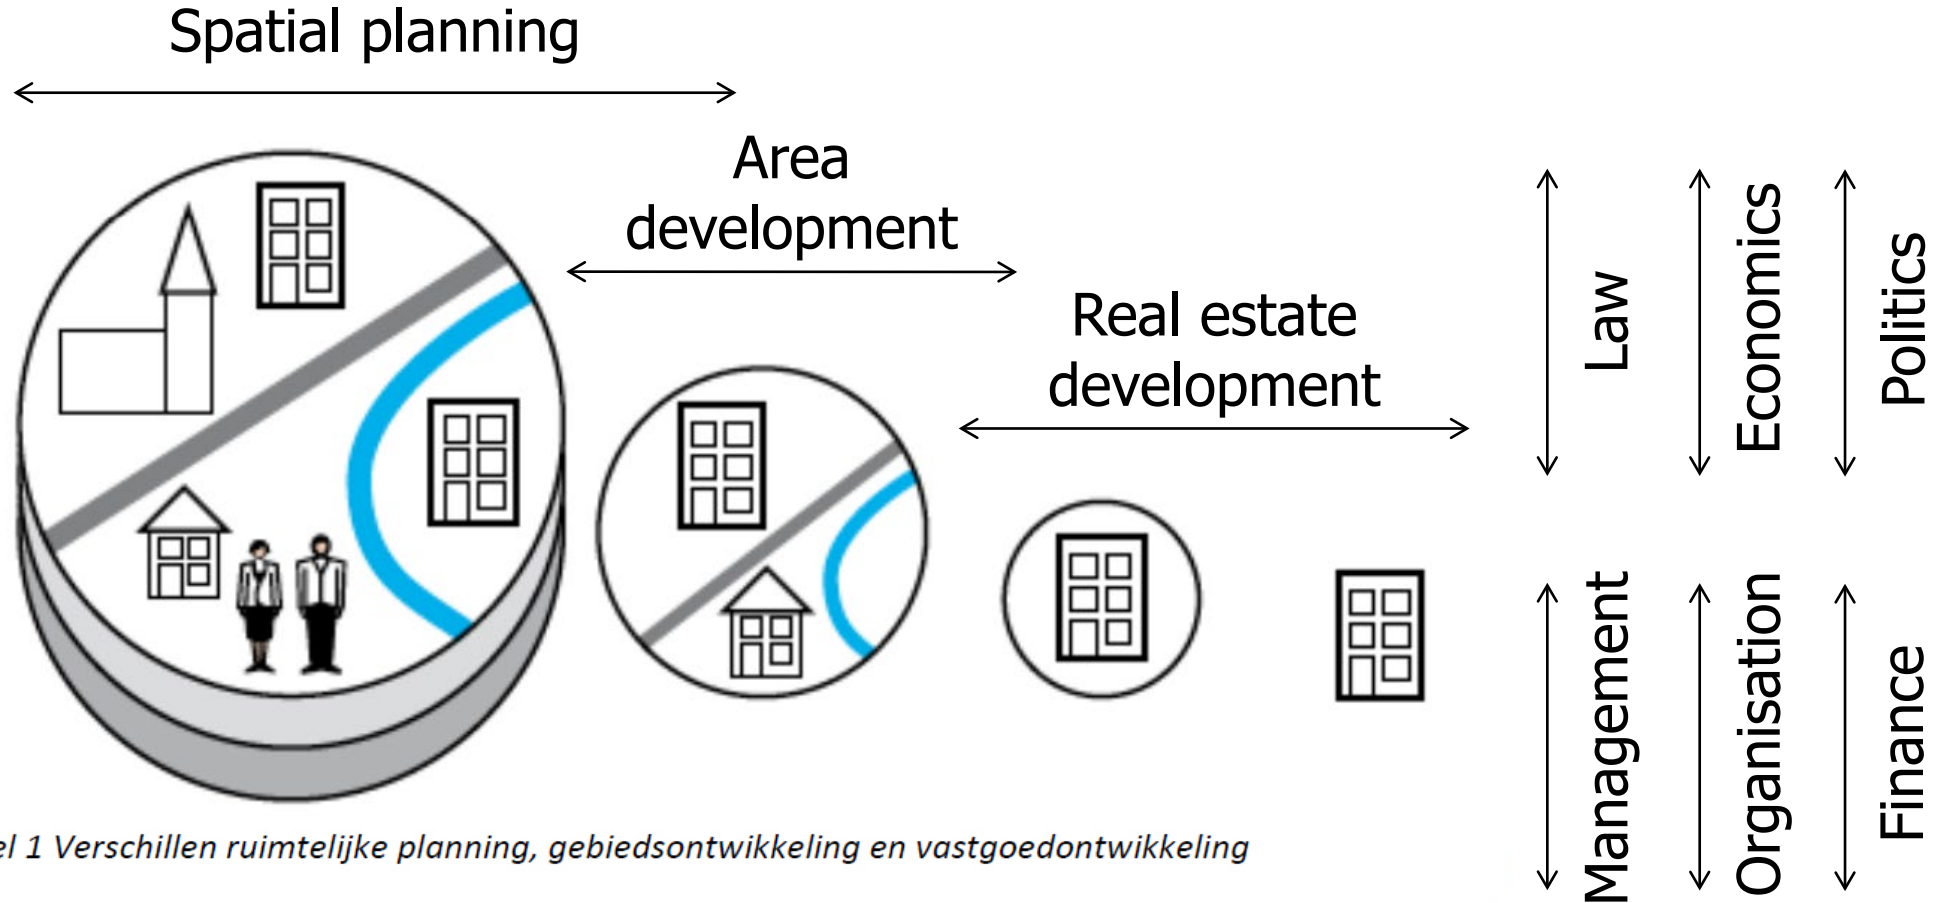 Spatial planning
Area
development
Real estate
development
Law
Economics
Politics
Management
Organisation
Finance
el 1 Verschillen ruimtelijke planning, gebiedsontwikkeling en vastgoedontwikkeling